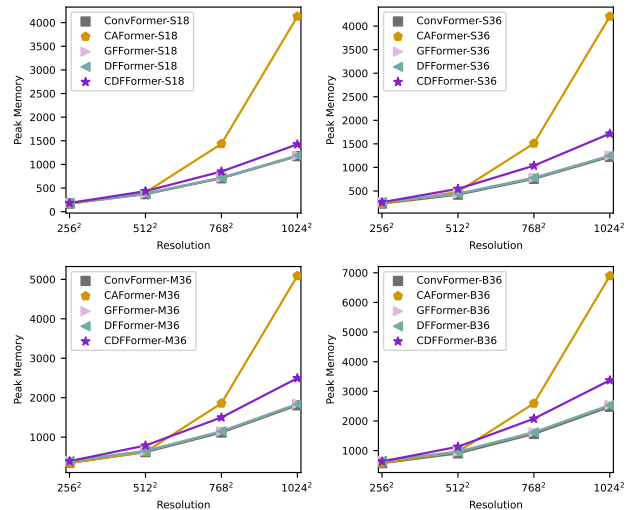 ConvFormer-S18
CAFormer-S18
GFFormer-S18
DFFormer-S18
CDFFormer-S18
4000
3500
3000
2500
2000
1500
1000
500
0
Peak Memory
256² 512² 768² 1024²
Resolution
ConvFormer-S36
CAFormer-S36
GFFormer-S36
DFFormer-S36
CDFFormer-S36
4000
3500
3000
2500
2000
1500
1000
500
Peak Memory
256² 512² 768² 1024²
Resolution
ConvFormer-M36
CAFormer-M36
GFFormer-M36
DFFormer-M36
CDFFormer-M36
5000
4000
3000
2000
1000
Peak Memory
256² 512² 768² 1024²
Resolution
ConvFormer-B36
CAFormer-B36
GFFormer-B36
DFFormer-B36
CDFFormer-B36
7000
6000
5000
4000
3000
2000
1000
Peak Memory
256² 512² 768² 1024²
Resolution